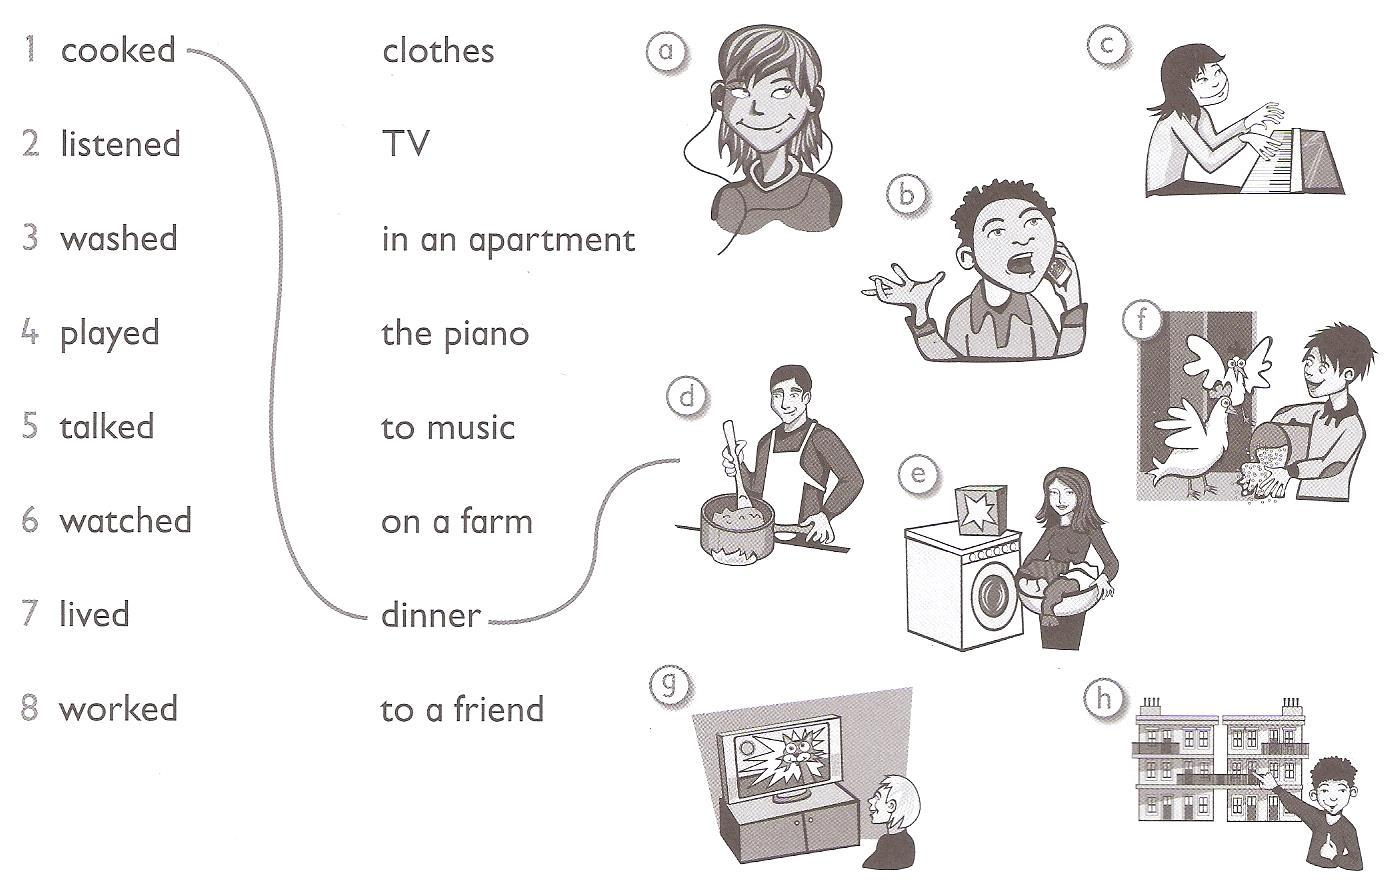 1 cooked clothes
2 listened TV
3 washed in an apartment
4 played the piano
5 talked to music
6 watched on a farm
7 lived dinner
8 worked to a friend
a
c
b
f
d
e
g
h